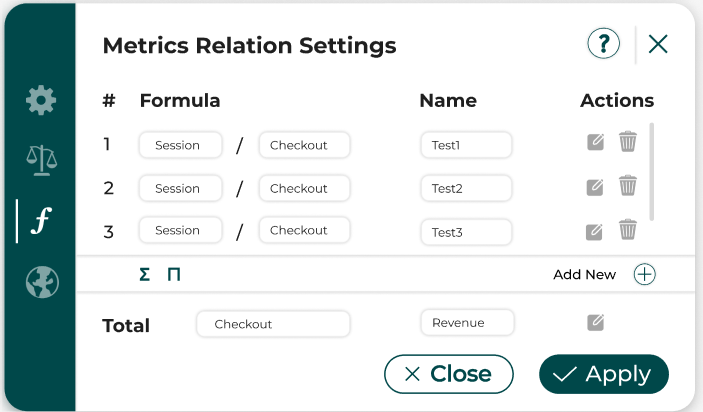 Metrics Relation Settings ?
# Formula Name Actions
1 Session / Checkout Test1
2 Session / Checkout Test2
3 Session / Checkout Test3
f
Σ Π Add New
Total Checkout Revenue
Close Apply